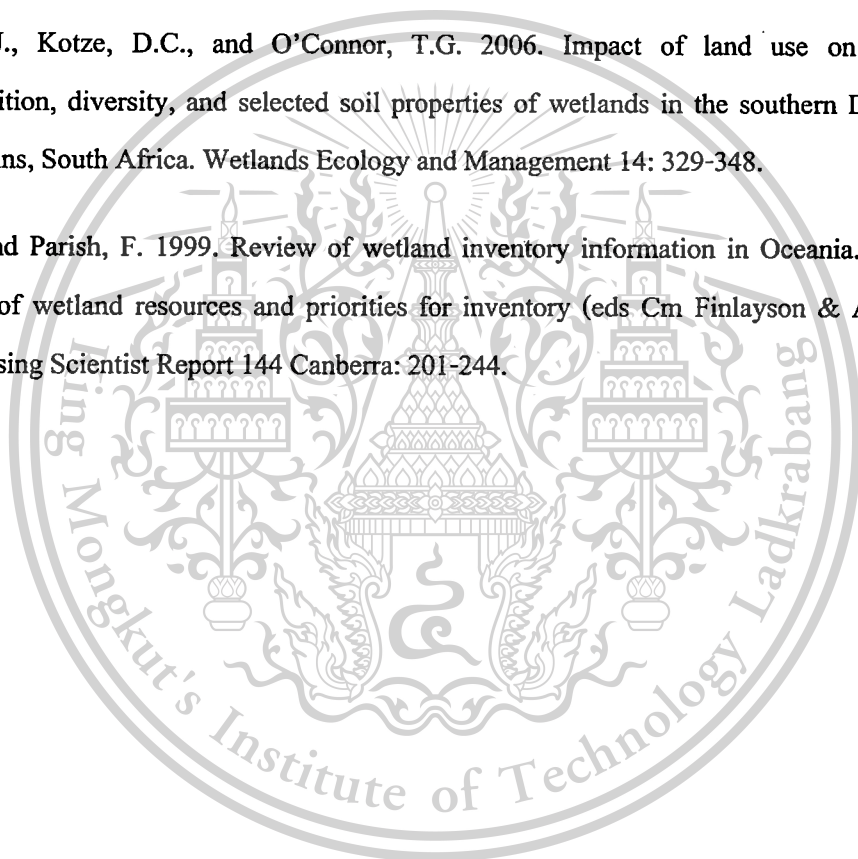 J., Kotze, D.C., and O'Connor, T.G. 2006. Impact of land use on
ition, diversity, and selected soil properties of wetlands in the southern D
ns, South Africa. Wetlands Ecology and Management 14: 329-348.
nd Parish, F. 1999. Review of wetland inventory information in Oceania.
of wetland resources and priorities for inventory (eds Cm Finlayson & A
sing Scientist Report 144 Canberra: 201-244.
King Mongkut's Institute of Technology Ladkrabang